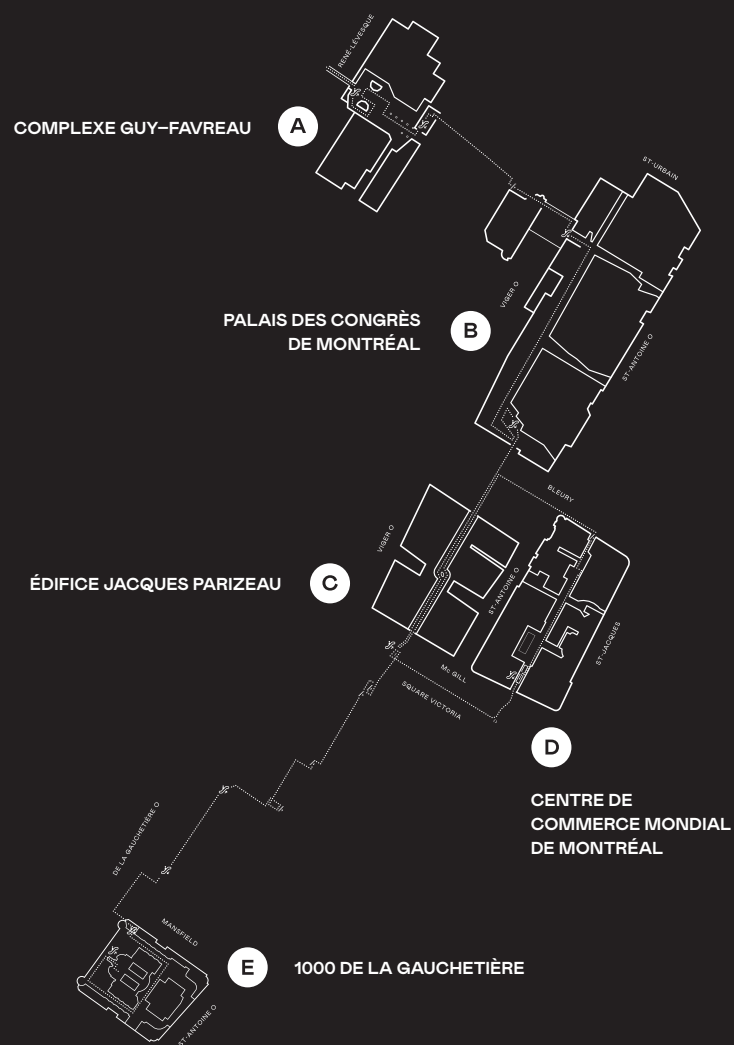 RENÉ-LÉVESQUE
COMPLEXE GUY–FAVREAU
A
ST-URBAIN
VIGER O
PALAIS DES CONGRÈS
DE MONTRÉAL
B
ST-ANTOINE O
BLEURY
VIGER O
ÉDIFICE JACQUES PARIZEAU
C
ST-ANTOINE O
ST-JACQUES
Mc GILL
SQUARE VICTORIA
D
CENTRE DE
COMMERCE MONDIAL
DE MONTRÉAL
DE LA GAUCHETIÈRE O
MANSFIELD
E
1000 DE LA GAUCHETIÈRE
ST-ANTOINE O